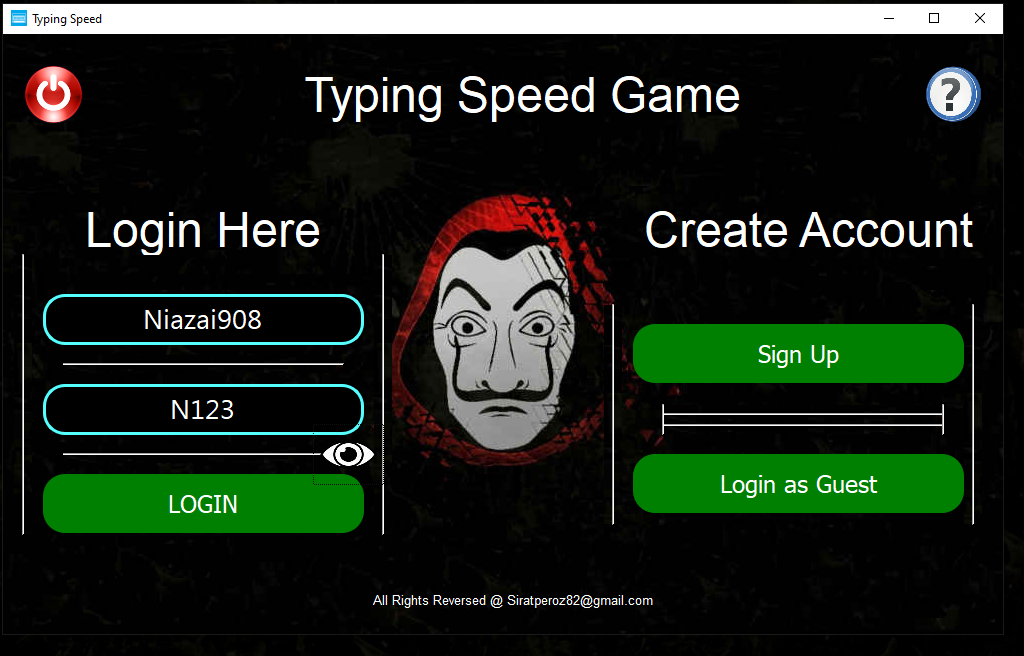 Typing Speed
Typing Speed Game
?
Login Here
Niazai908
N123
LOGIN
Create Account
Sign Up
Login as Guest
All Rights Reversed @ Siratperoz82@gmail.com